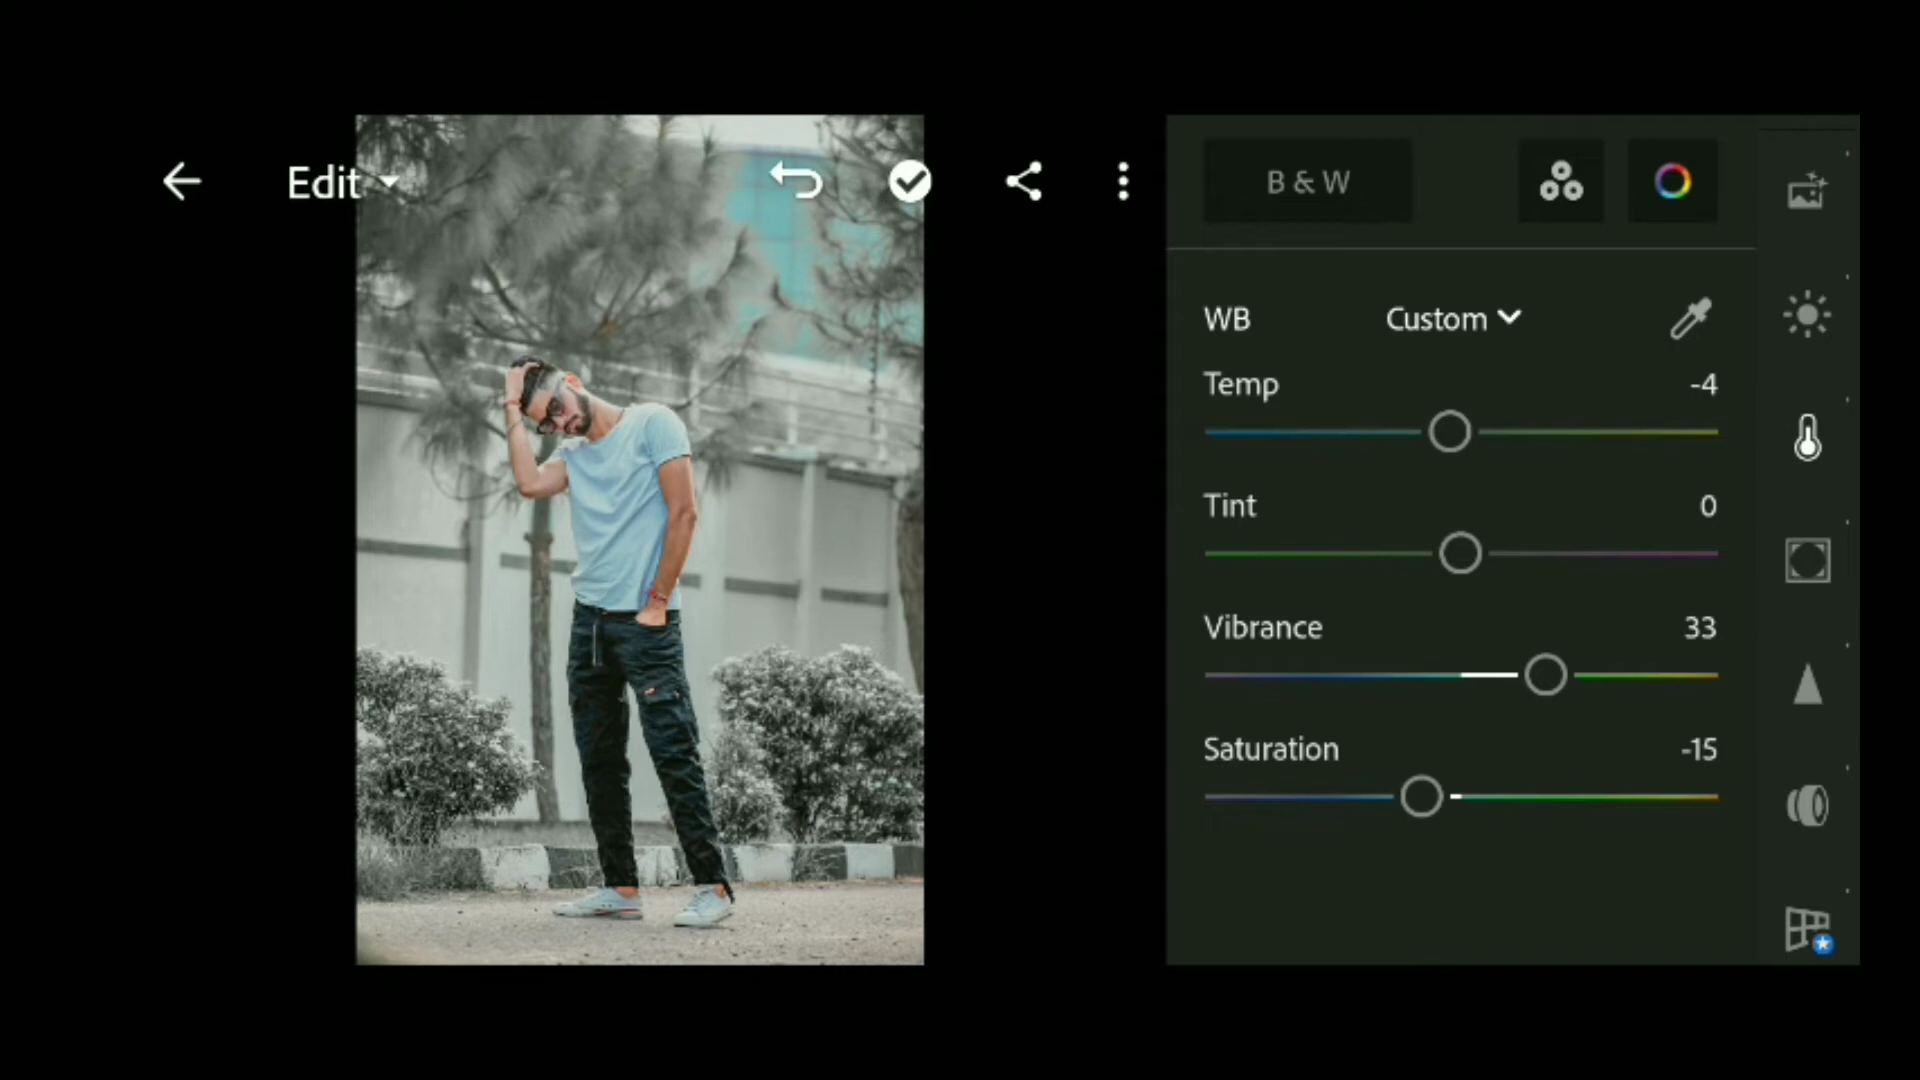 Edit
B & W
WB Custom
Temp -4
Tint 0
Vibrance 33
Saturation -15